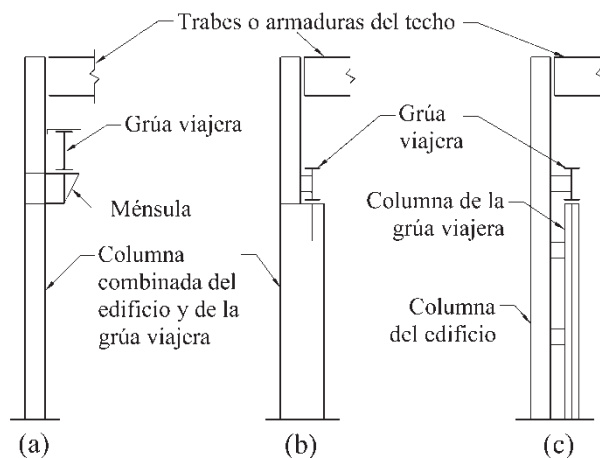 Trabes o armaduras del techo
Grúa viajera
Ménsula
Columna
combinada del
edificio y de la
grúa viajera
Grúa
viajera
Columna de la
grúa viajera
Columna
del edificio
(a)
(b)
(c)